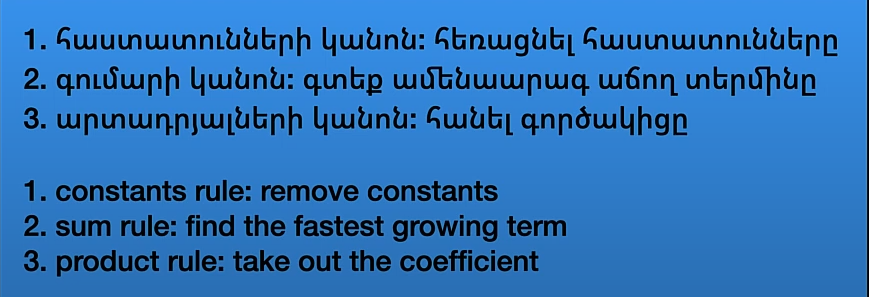 1. հաստատունների կանոն: հեռացնել հաստատունները
2. գումարի կանոն: գտեք ամենաարագ աճող տերմինը
3. արտադրյալների կանոն: հանել գործակիցը
1. constants rule: remove constants
2. sum rule: find the fastest growing term
3. product rule: take out the coefficient